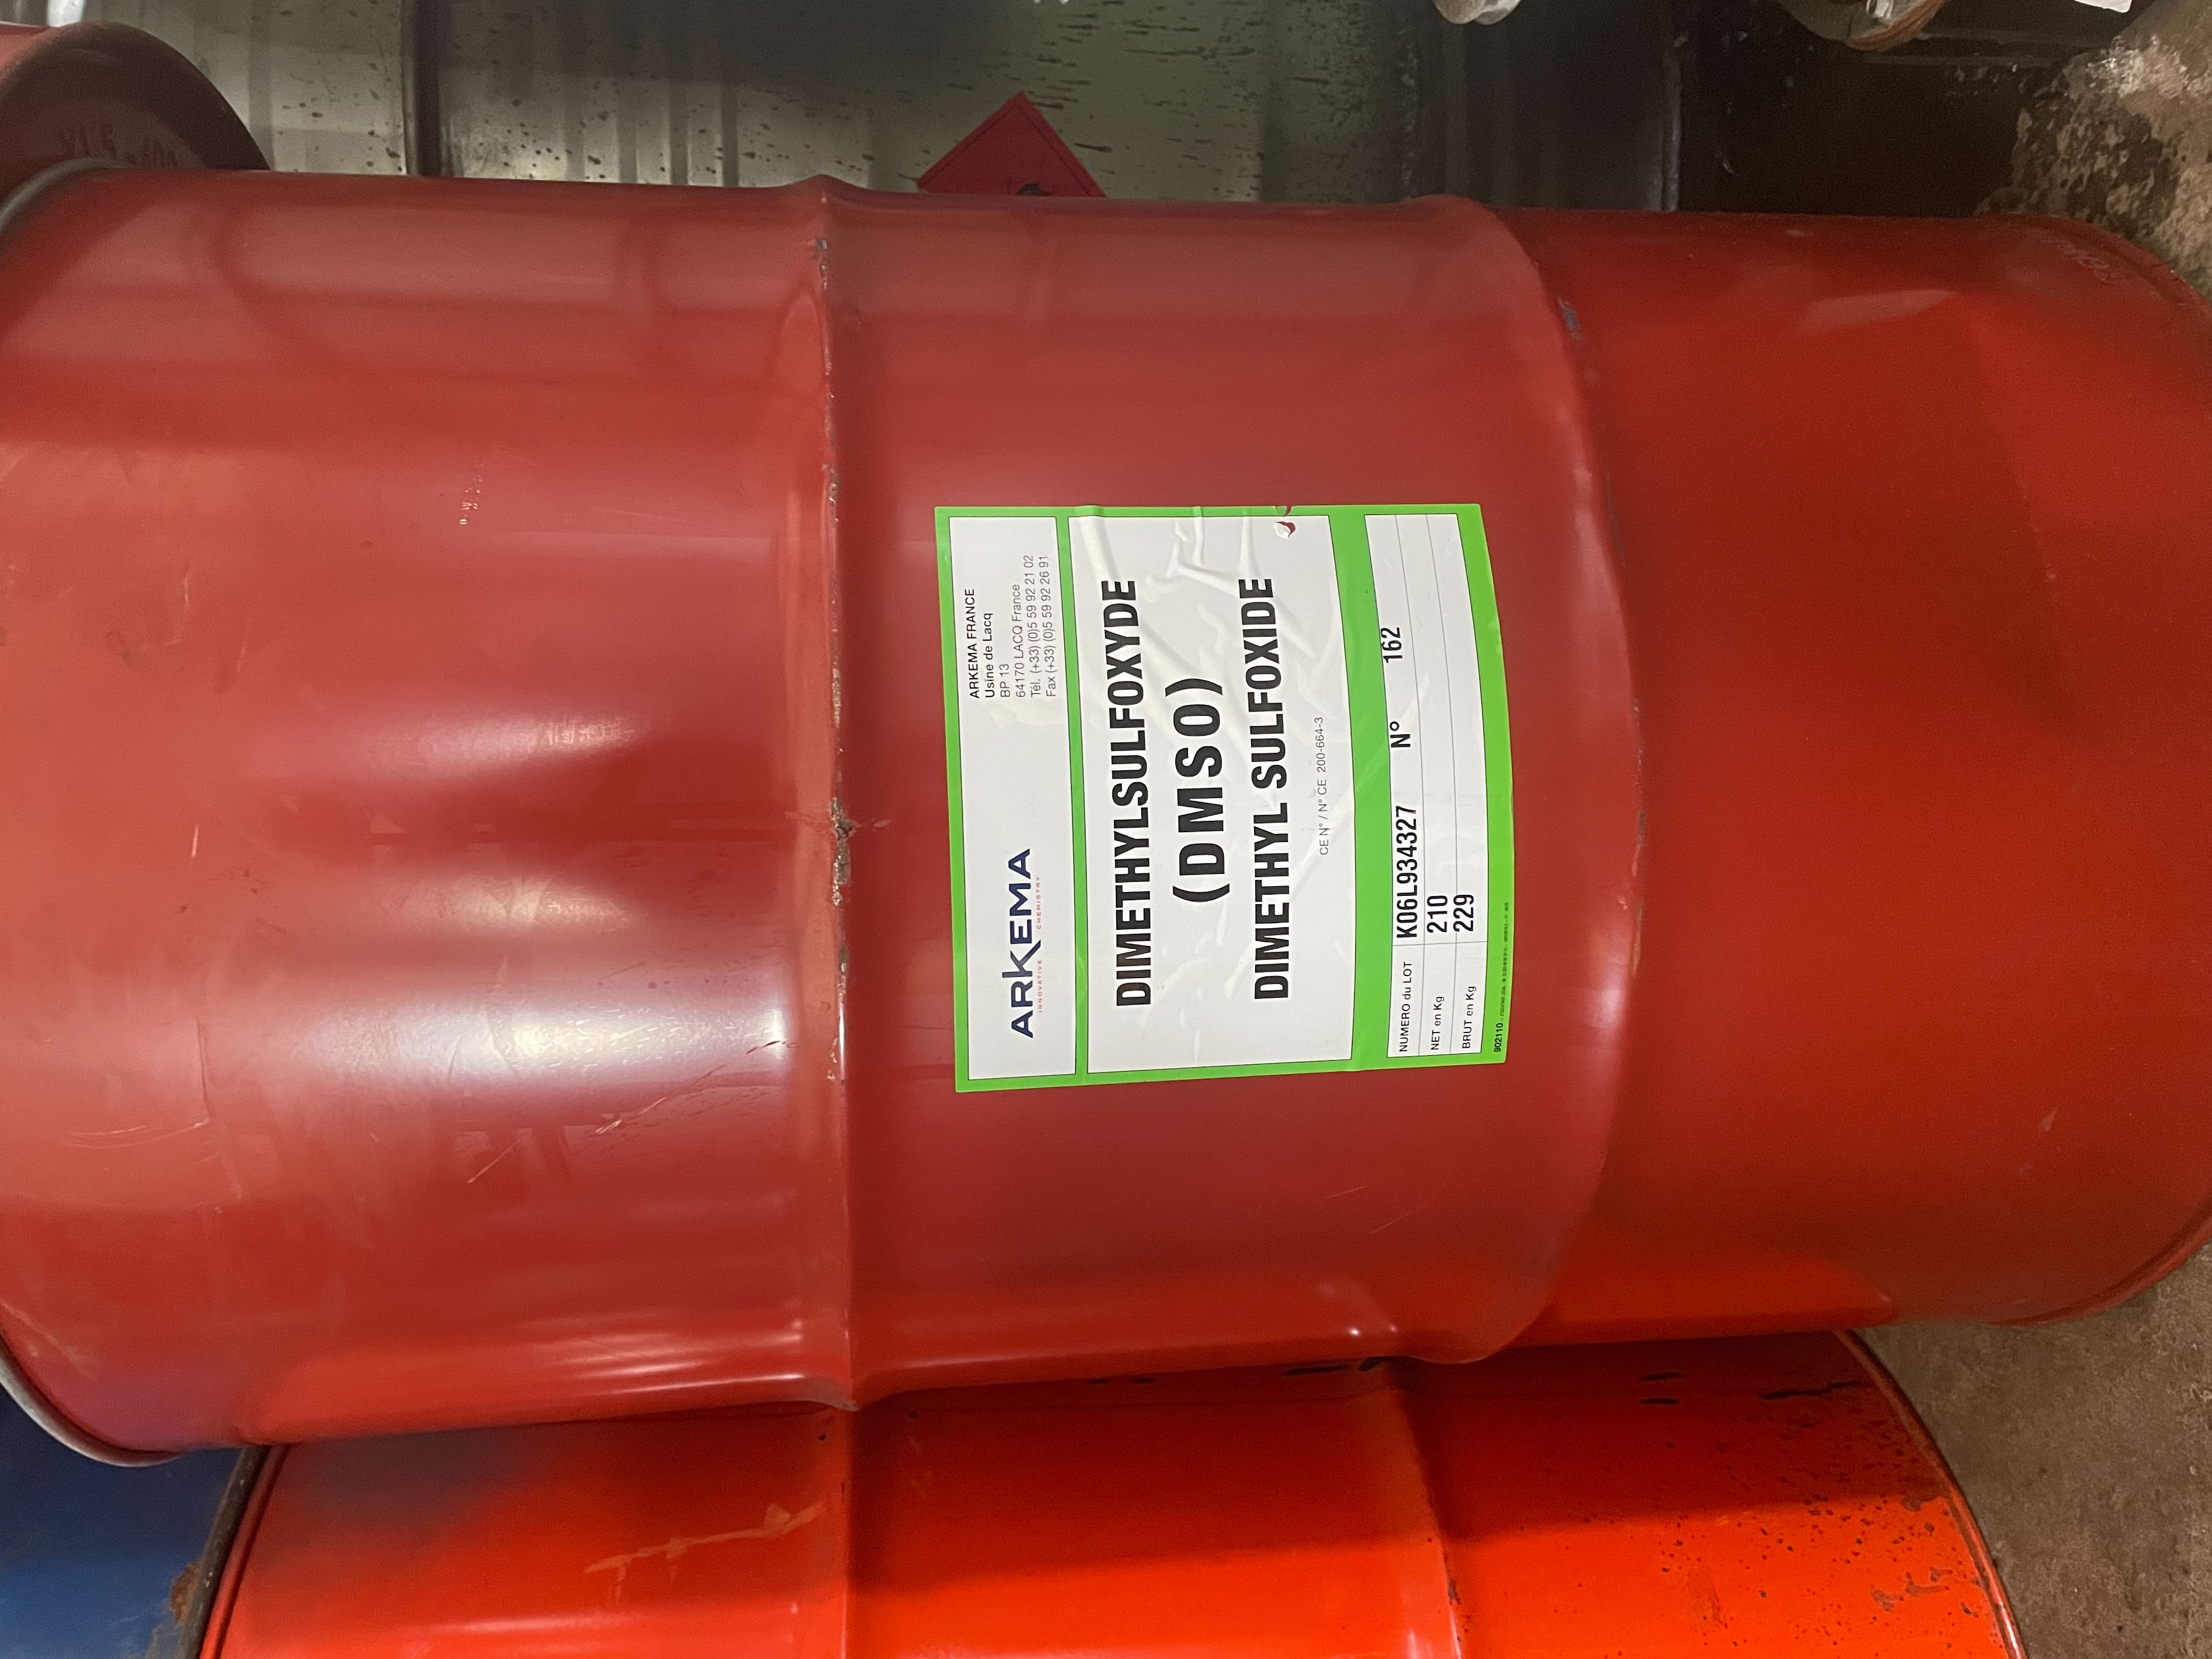 ARKEMA
INNOVATIVE CHEMISTRY
ARKEMA FRANCE
Usine de Lacq
BP 13
64170 LACQ France
Tél. (+33) (0)5 59 92 21 02
Fax (+33) (0)5 59 92 26 91
DIMETHYLSULFOXYDE
(DMSO)
DIMETHYL SULFOXIDE
CE N° / N° CE 200-664-3
NUMERO du LOT K06L934327 N° 162
NET en Kg 210
BRUT en Kg 229
902110